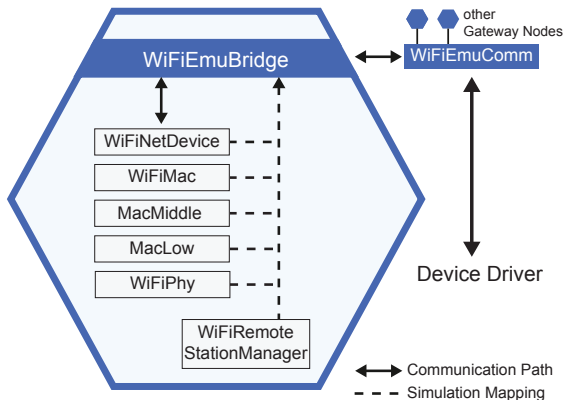 other
Gateway Nodes
WiFiEmuBridge
WiFiEmuComm
WiFiNetDevice
WiFiMac
MacMiddle
MacLow
WiFiPhy
Device Driver
WiFiRemote
StationManager
Communication Path
Simulation Mapping